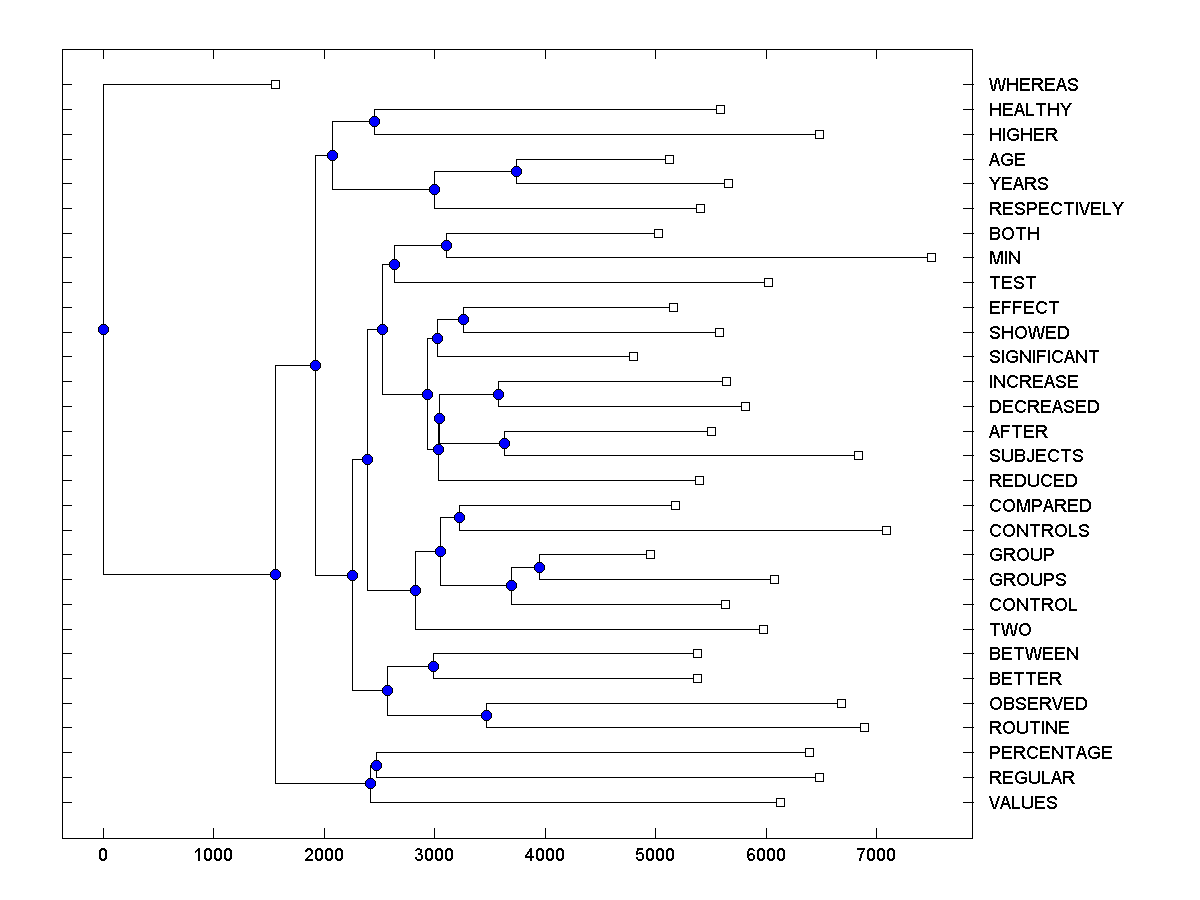 WHEREAS
HEALTHY
HIGHER
AGE
YEARS
RESPECTIVELY
BOTH
MIN
TEST
EFFECT
SHOWED
SIGNIFICANT
INCREASE
DECREASED
AFTER
SUBJECTS
REDUCED
COMPARED
CONTROLS
GROUP
GROUPS
CONTROL
TWO
BETWEEN
BETTER
OBSERVED
ROUTINE
PERCENTAGE
REGULAR
VALUES
0 1000 2000 3000 4000 5000 6000 7000